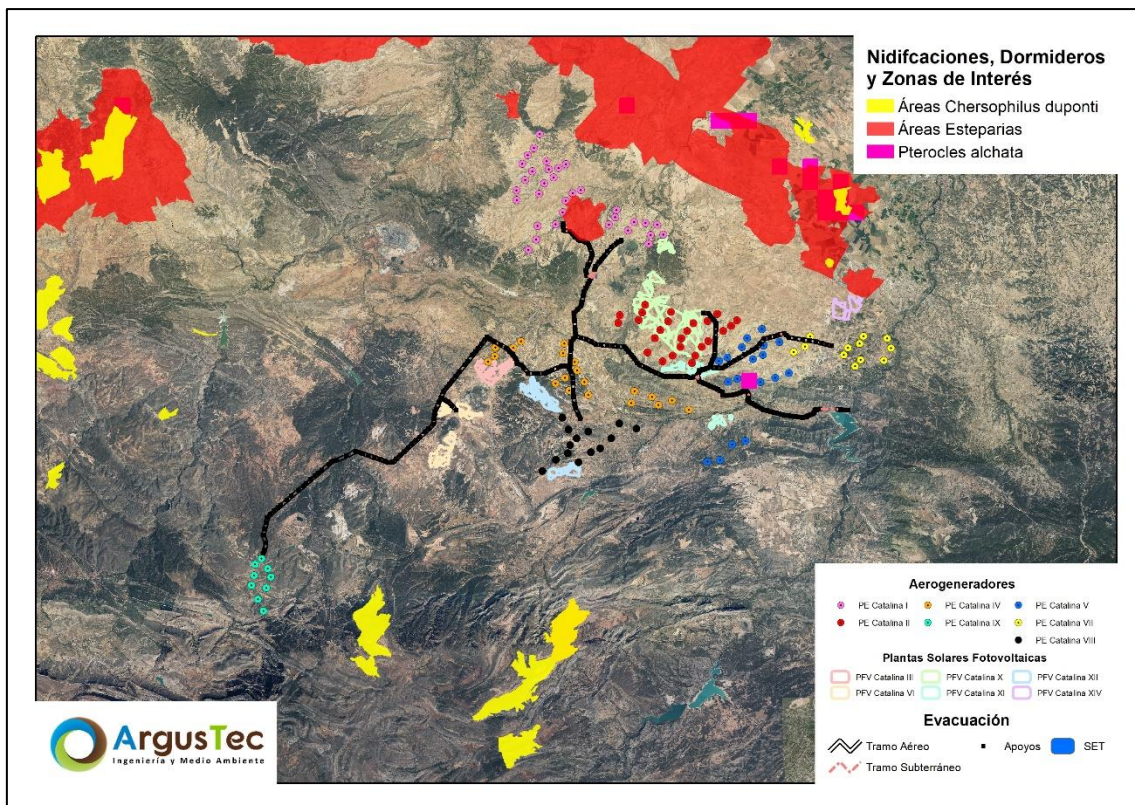 Nidifcaciones, Dormideros
y Zonas de Interés
Áreas Chersophilus duponti
Áreas Esteparias
Pterocles alchata
Aerogeneradores
PE Catalina I
PE Catalina IV
PE Catalina V
PE Catalina II
PE Catalina IX
PE Catalina VII
PE Catalina VIII
Plantas Solares Fotovoltaicas
PFV Catalina III
PFV Catalina X
PFV Catalina XII
PFV Catalina VI
PFV Catalina XI
PFV Catalina XIV
Evacuación
Tramo Aéreo
Apoyos
SET
Tramo Subterráneo
ArgusTec
Ingeniería y Medio Ambiente